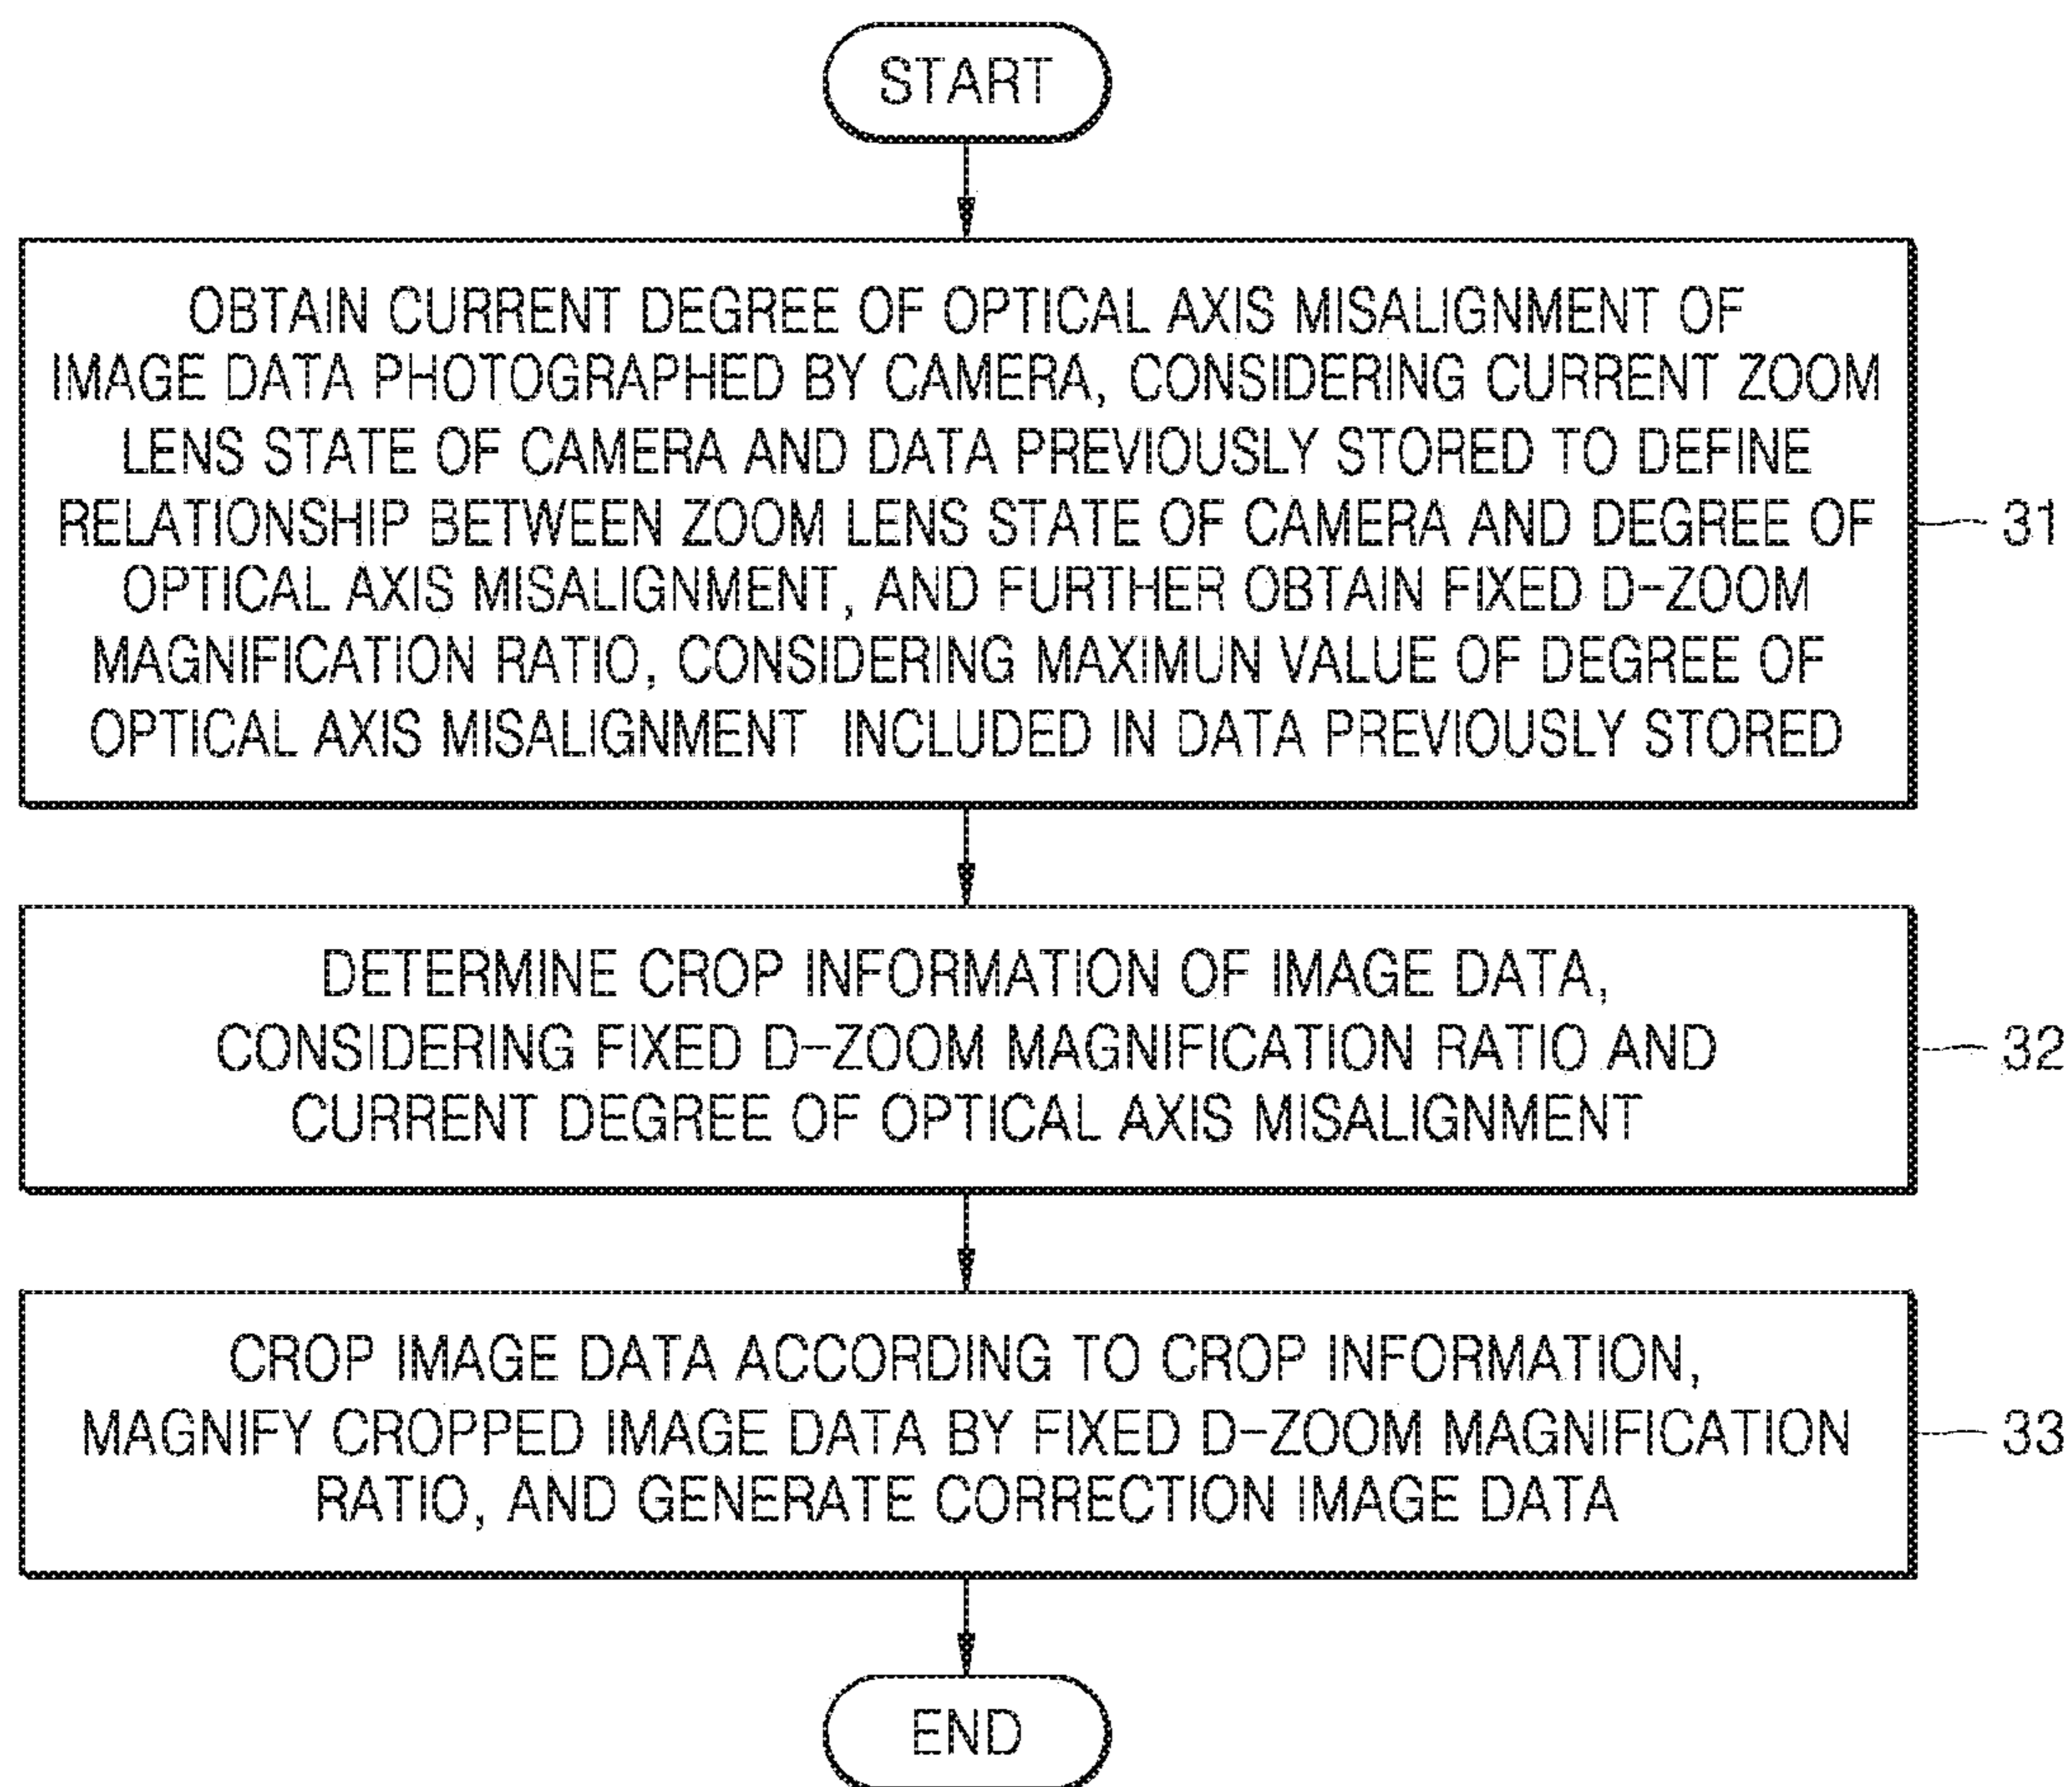 START
OBTAIN CURRENT DEGREE OF OPTICAL AXIS MISALIGNMENT OF
IMAGE DATA PHOTOGRAPHED BY CAMERA, CONSIDERING CURRENT ZOOM
LENS STATE OF CAMERA AND DATA PREVIOUSLY STORED TO DEFINE
RELATIONSHIP BETWEEN ZOOM LENS STATE OF CAMERA AND DEGREE OF
OPTICAL AXIS MISALIGNMENT, AND FURTHER OBTAIN FIXED D-ZOOM
MAGNIFICATION RATIO, CONSIDERING MAXIMUN VALUE OF DEGREE OF
OPTICAL AXIS MISALIGNMENT INCLUDED IN DATA PREVIOUSLY STORED
31
DETERMINE CROP INFORMATION OF IMAGE DATA,
CONSIDERING FIXED D-ZOOM MAGNIFICATION RATIO AND
CURRENT DEGREE OF OPTICAL AXIS MISALIGNMENT
32
CROP IMAGE DATA ACCORDING TO CROP INFORMATION,
MAGNIFY CROPPED IMAGE DATA BY FIXED D-ZOOM MAGNIFICATION
RATIO, AND GENERATE CORRECTION IMAGE DATA
33
END